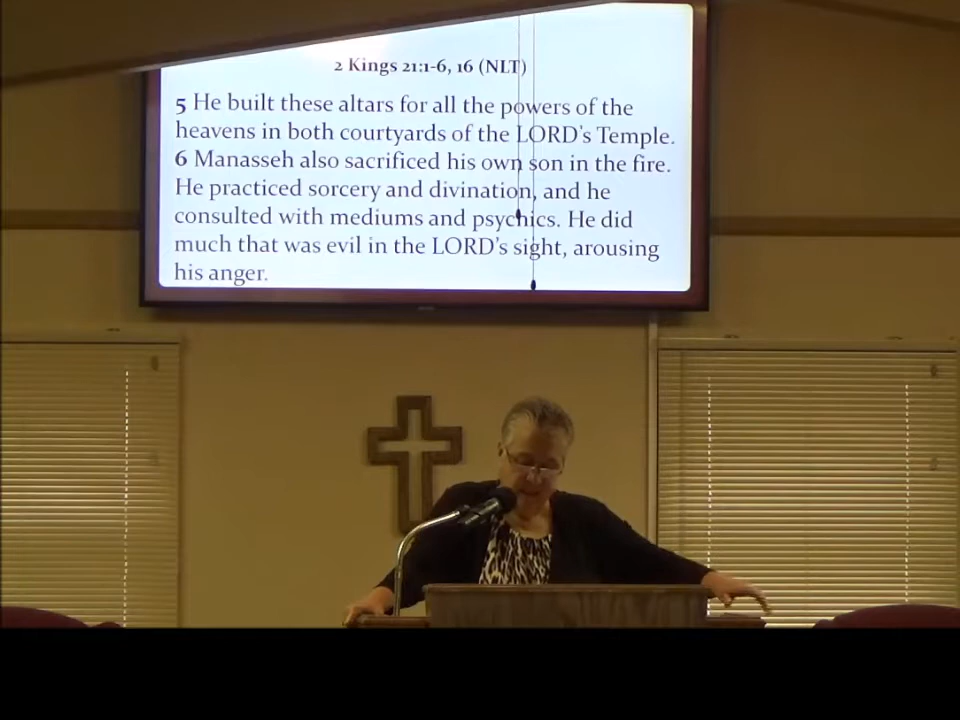 2 Kings 21:1-6, 16 (NLT)
5 He built these altars for all the powers of the
heavens in both courtyards of the LORD's Temple.
6 Manasseh also sacrificed his own son in the fire.
He practiced sorcery and divination, and he
consulted with mediums and psychics. He did
much that was evil in the LORD's sight, arousing
his anger.